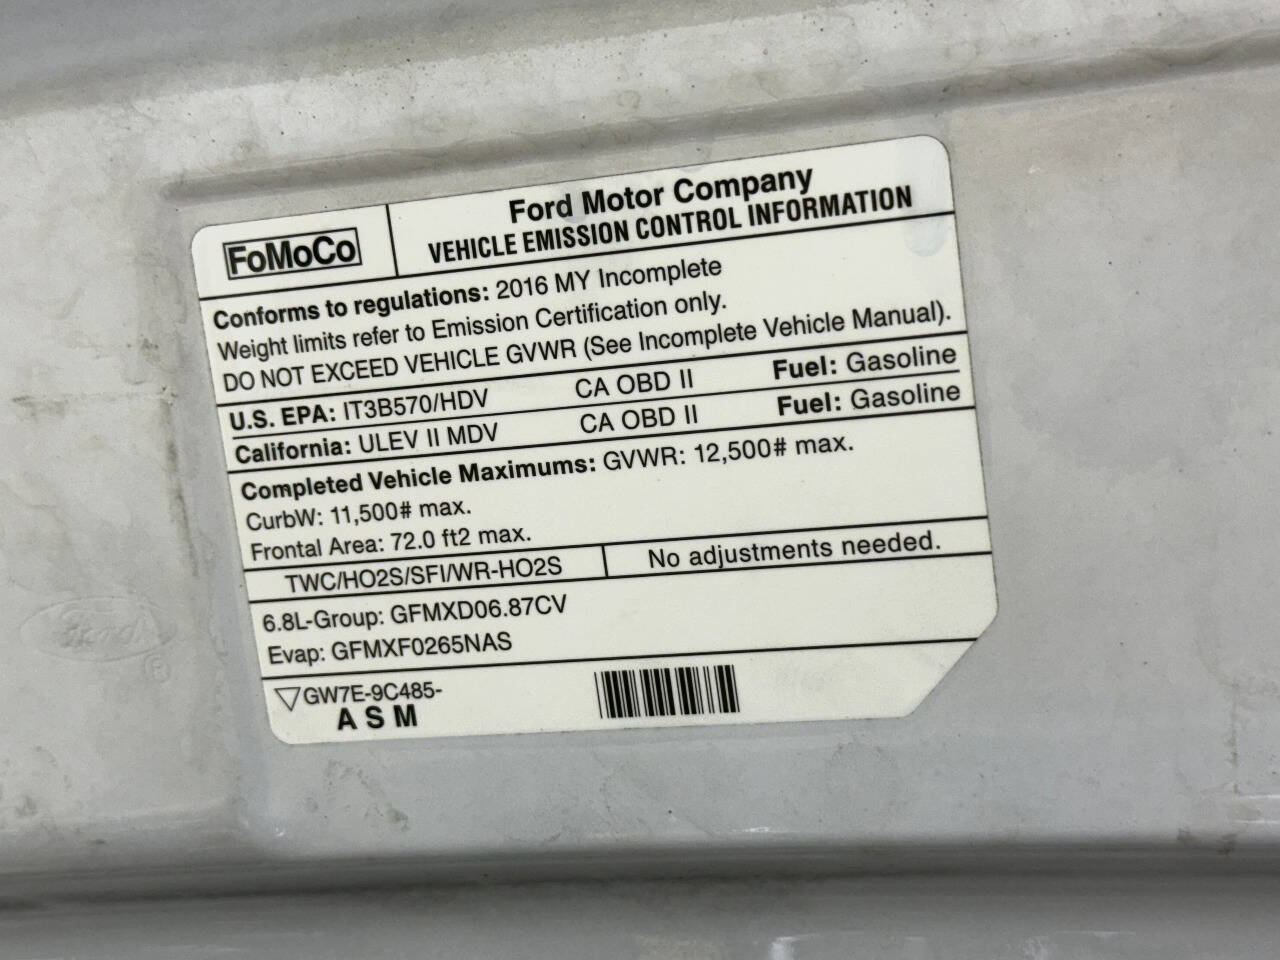 FoMoCo
Ford Motor Company
VEHICLE EMISSION CONTROL INFORMATION
Conforms to regulations: 2016 MY Incomplete
Weight limits refer to Emission Certification only.
DO NOT EXCEED VEHICLE GVWR (See Incomplete Vehicle Manual).
U.S. EPA: IT3B570/HDV CA OBD II Fuel: Gasoline
California: ULEV II MDV CA OBD II Fuel: Gasoline
Completed Vehicle Maximums: GVWR: 12,500# max.
CurbW: 11,500# max.
Frontal Area: 72.0 ft2 max.
TWC/HO2S/SFI/WR-HO2S No adjustments needed.
6.8L-Group: GFMXD06.87CV
Evap: GFMXF0265NAS
GW7E-9C485-
A S M
Ford ®